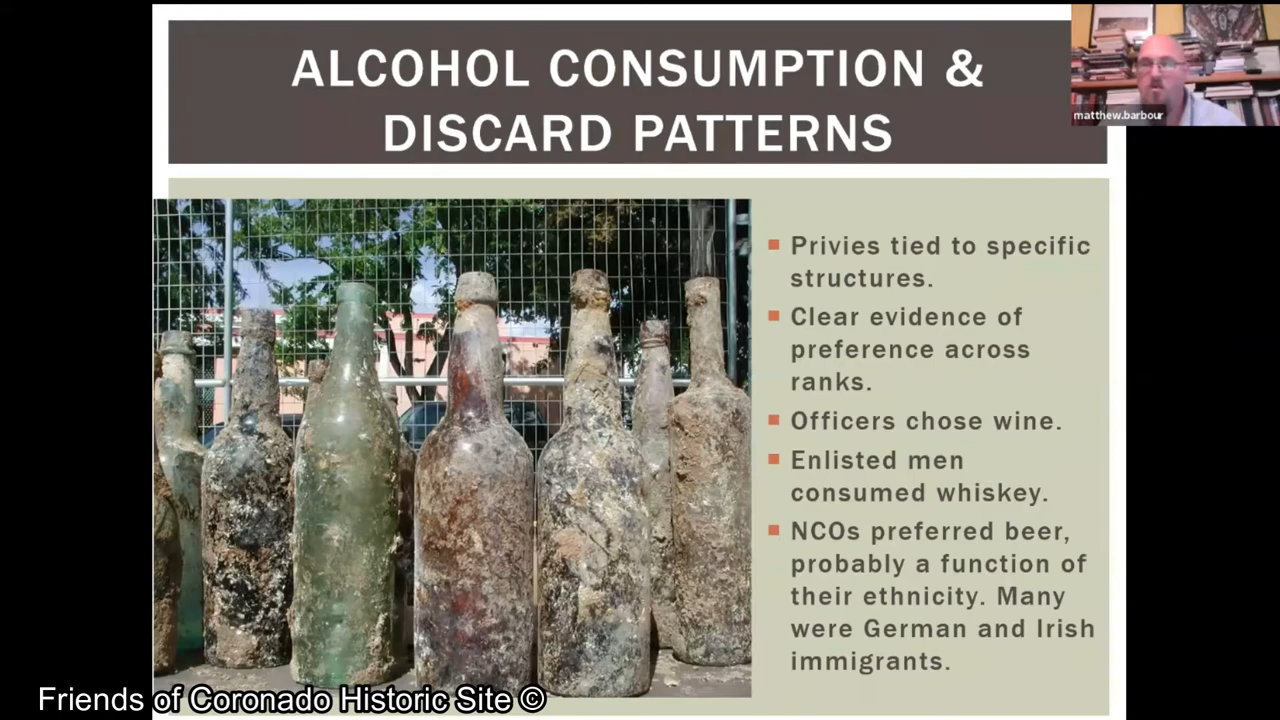 ALCOHOL CONSUMPTION &
DISCARD PATTERNS
matthew.barbour
Privies tied to specific
structures.
Clear evidence of
preference across
ranks.
Officers chose wine.
Enlisted men
consumed whiskey.
NCOs preferred beer,
probably a function of
their ethnicity. Many
were German and Irish
immigrants.
Friends of Coronado Historic Site ©